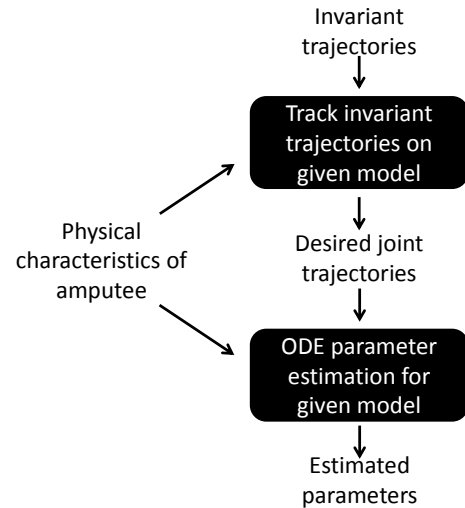 Invariant
trajectories
Track invariant
trajectories on
given model
Physical
characteristics of
amputee
Desired joint
trajectories
ODE parameter
estimation for
given model
Estimated
parameters